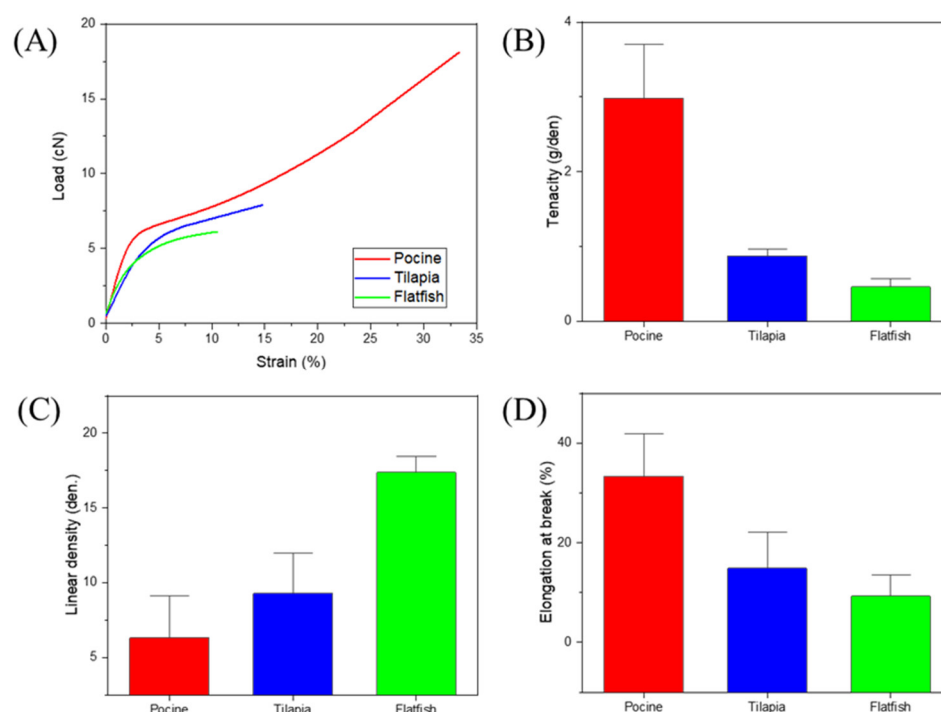 (A)
Load (cN)
20
15
10
5
0
0 5 10 15 20 25 30 35
Strain (%)
Pocine
Tilapia
Flatfish
(B)
Tenacity (g/den)
4
2
0
Pocine Tilapia Flatfish
(C)
Linear density (den.)
20
15
10
5
Pocine Tilapia Flatfish
(D)
Elongation at break (%)
40
20
0
Pocine Tilapia Flatfish